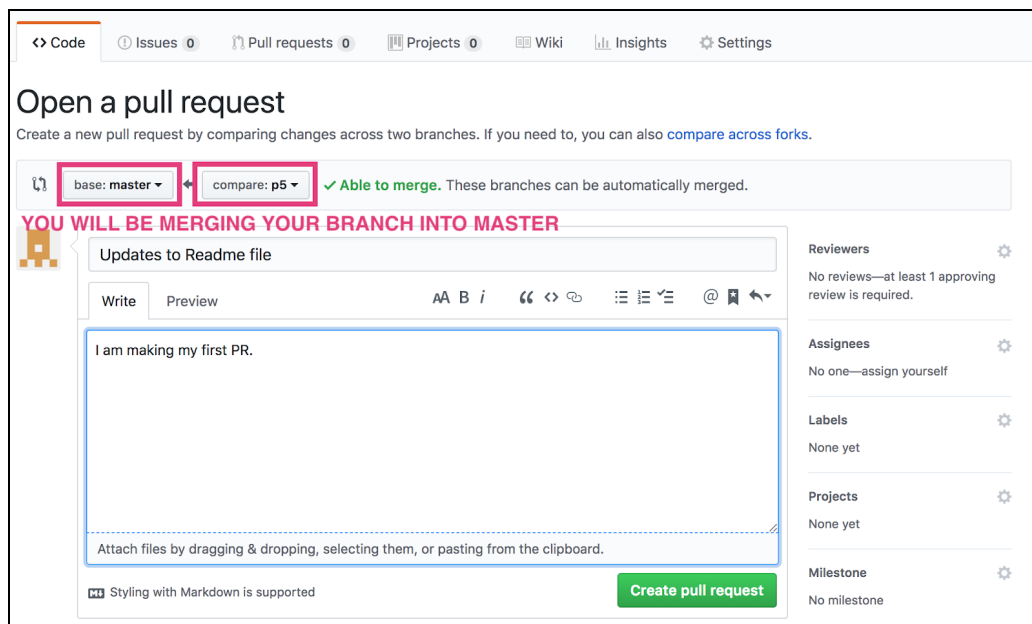 <> Code Issues 0 Pull requests 0 Projects 0 Wiki Insights Settings
Open a pull request
Create a new pull request by comparing changes across two branches. If you need to, you can also compare across forks.
base: master compare: p5 Able to merge. These branches can be automatically merged.
YOU WILL BE MERGING YOUR BRANCH INTO MASTER
Updates to Readme file
Write Preview AA B i “ <> @
I am making my first PR.
Attach files by dragging & dropping, selecting them, or pasting from the clipboard.
M Styling with Markdown is supported
Create pull request
Reviewers
No reviews—at least 1 approving
review is required.
Assignees
No one—assign yourself
Labels
None yet
Projects
None yet
Milestone
No milestone